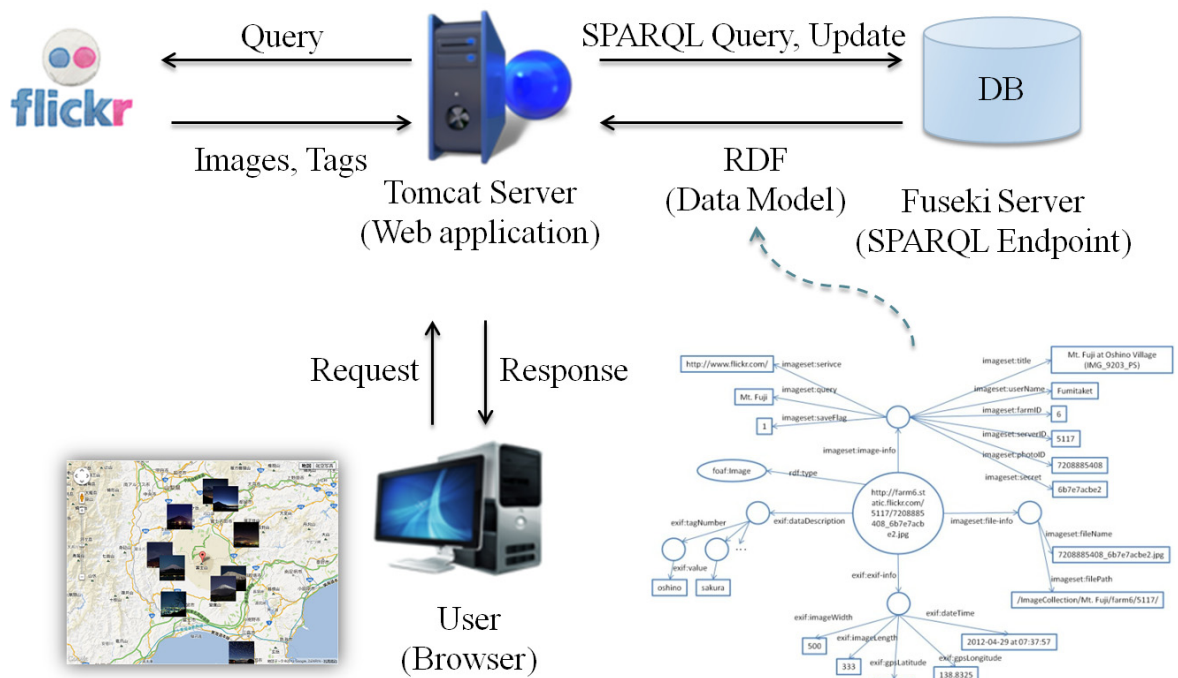 Query
SPARQL Query, Update
flickr
DB
Images, Tags
RDF
(Data Model)
Tomcat Server
(Web application)
Fuseki Server
(SPARQL Endpoint)
Request
Response
User
(Browser)
http://www.flickr.com/
imageset:serivce
imageset:title
Mt. Fuji at Oshino Village
(IMG_9203_PS)
imageset:query
Mt. Fuji
imageset:userName
Fumitaket
imageset:saveFlag
1
imageset:farmID
6
imageset:serverID
5117
imageset:image-info
imageset:photoID
7208885408
imageset:secret
6b7e7acbe2
foaf:Image
rdf:type
http://farm6.st
atic.flickr.com/
5117/7208885
408_6b7e7acb
e2.jpg
exif:tagNumber
exif:dataDescription
imageset:file-info
...
exif:value
oshino
sakura
imageset:fileName
7208885408_6b7e7acbe2.jpg
imageset:filePath
/ImageCollection/Mt. Fuji/farm6/5117/
exif:exif-info
exif:imageWidth
500
exif:dateTime
2012-04-29 at 07:37:57
exif:imageLength
333
exif:gpsLatitude
exif:gpsLongitude
138.8325